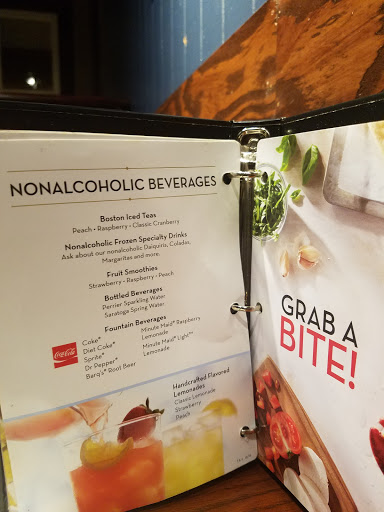 NONALCOHOLIC BEVERAGES
Boston Iced Teas
Peach • Raspberry • Classic Cranberry
Nonalcoholic Frozen Specialty Drinks
Ask about our nonalcoholic Daiquiris, Coladas,
Margaritas and more.
Fruit Smoothies
Strawberry • Raspberry • Peach
Bottled Beverages
Perrier Sparkling Water
Saratoga Spring Water
Fountain Beverages
Coca-Cola
Coke®
Diet Coke®
Sprite®
Dr Pepper®
Barq's® Root Beer
Minute Maid® Raspberry
Lemonade
Minute Maid® Light™
Lemonade
Handcrafted Flavored
Lemonades
Classic Lemonade
Strawberry
Peach
GRAB A
BITE!